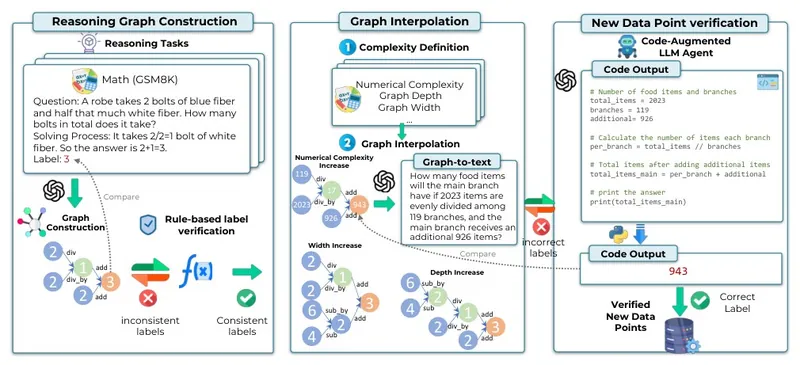 Reasoning Graph Construction
Reasoning Tasks
Math (GSM8K)
Question: A robe takes 2 bolts of blue fiber
and half that much white fiber. How many
bolts in total does it take?
Solving Process: It takes 2/2=1 bolt of white
fiber. So the answer is 2+1=3.
Label: 3
Compare
Graph
Construction
Rule-based label
verification
2
div
1
add
3
2
div_by
2
add
f(x)
inconsistent
labels
Consistent
labels
Graph Interpolation
1 Complexity Definition
Numerical Complexity
Graph Depth
Graph Width
...
2 Graph Interpolation
Numerical Complexity
Increase
119
div
17
add
943
2023
div_by
926
add
Graph-to-text
How many food items
will the main branch
have if 2023 items are
evenly divided among
119 branches, and the
main branch receives an
additional 926 items?
Compare
incorrect
labels
Width Increase
2
div
1
add
2
div_by
3
6
sub_by
2
add
4
sub
Depth Increase
6
sub_by
2
div
1
add
3
4
sub
2
div_by
2
add
New Data Point verification
Code-Augmented
LLM Agent
Code Output
# Number of food items and branches
total_items = 2023
branches = 119
additional= 926
# Calculate the number of items each branch
per_branch = total_items // branches
# Total items after adding additional items
total_items_main = per_branch + additional
# print the answer
print(total_items_main)
Code Output
943
Verified
New Data
Points
Correct
Label